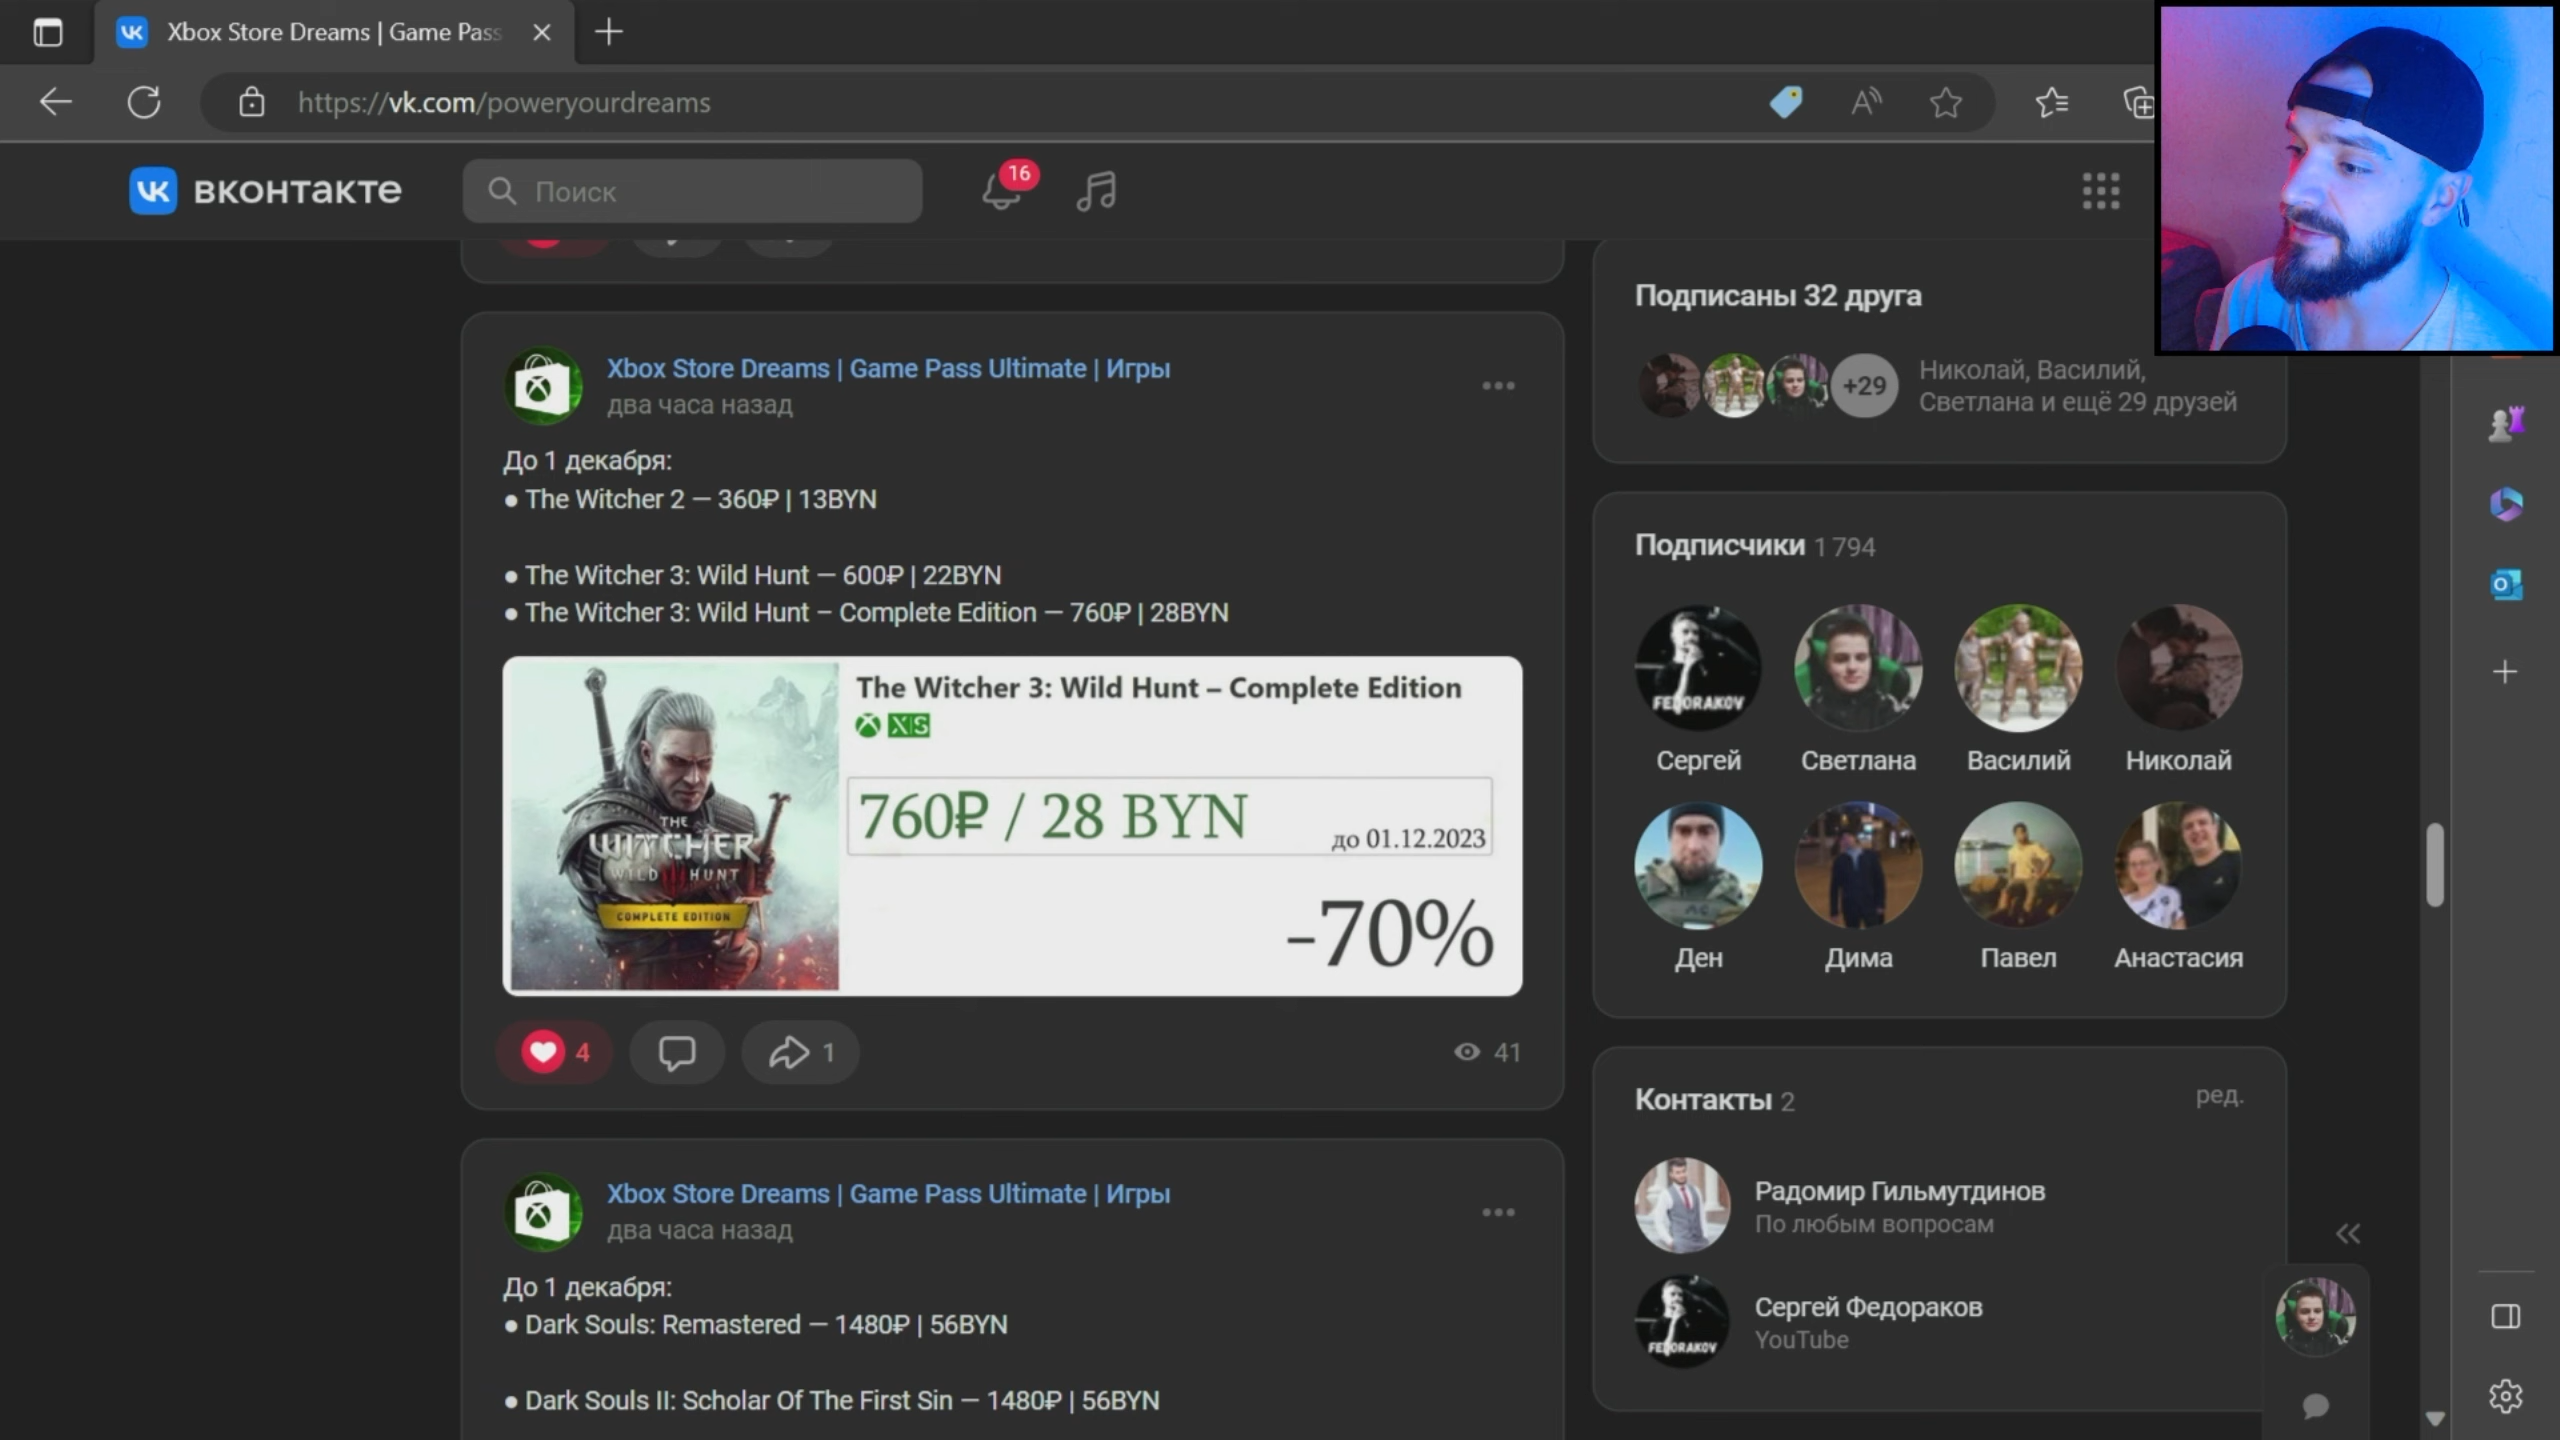 Xbox Store Dreams | Game Pass
https://vk.com/poweryourdreams
вконтакте
Поиск
16
Xbox Store Dreams | Game Pass Ultimate | Игры
два часа назад
До 1 декабря:
● The Witcher 2 — 360₽ | 13BYN
● The Witcher 3: Wild Hunt — 600₽ | 22BYN
● The Witcher 3: Wild Hunt – Complete Edition — 760₽ | 28BYN
THE
WITCHER
WILD HUNT
COMPLETE EDITION
The Witcher 3: Wild Hunt – Complete Edition
X|S
760₽ / 28 BYN
до 01.12.2023
-70%
4
1
41
Xbox Store Dreams | Game Pass Ultimate | Игры
два часа назад
До 1 декабря:
● Dark Souls: Remastered — 1480₽ | 56BYN
● Dark Souls II: Scholar Of The First Sin — 1480₽ | 56BYN
Подписаны 32 друга
+29
Николай, Василий,
Светлана и ещё 29 друзей
Подписчики 1 794
FEDORAKOV
Сергей
Светлана
Василий
Николай
Ден
Дима
Павел
Анастасия
Контакты 2
ред.
Радомир Гильмутдинов
По любым вопросам
Сергей Федораков
YouTube
FEDORAKOV